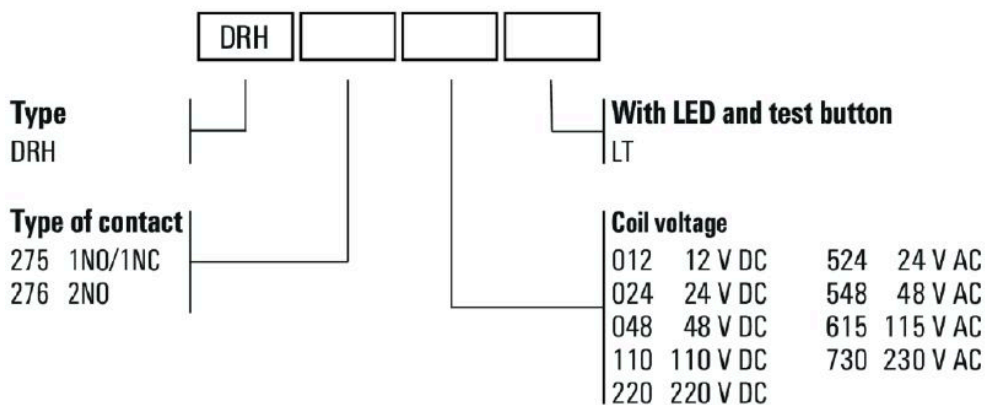 DRH
Type
DRH
With LED and test button
LT
Type of contact
275 1NO/1NC
276 2NO
Coil voltage
012 12 V DC 524 24 V AC
024 24 V DC 548 48 V AC
048 48 V DC 615 115 V AC
110 110 V DC 730 230 V AC
220 220 V DC